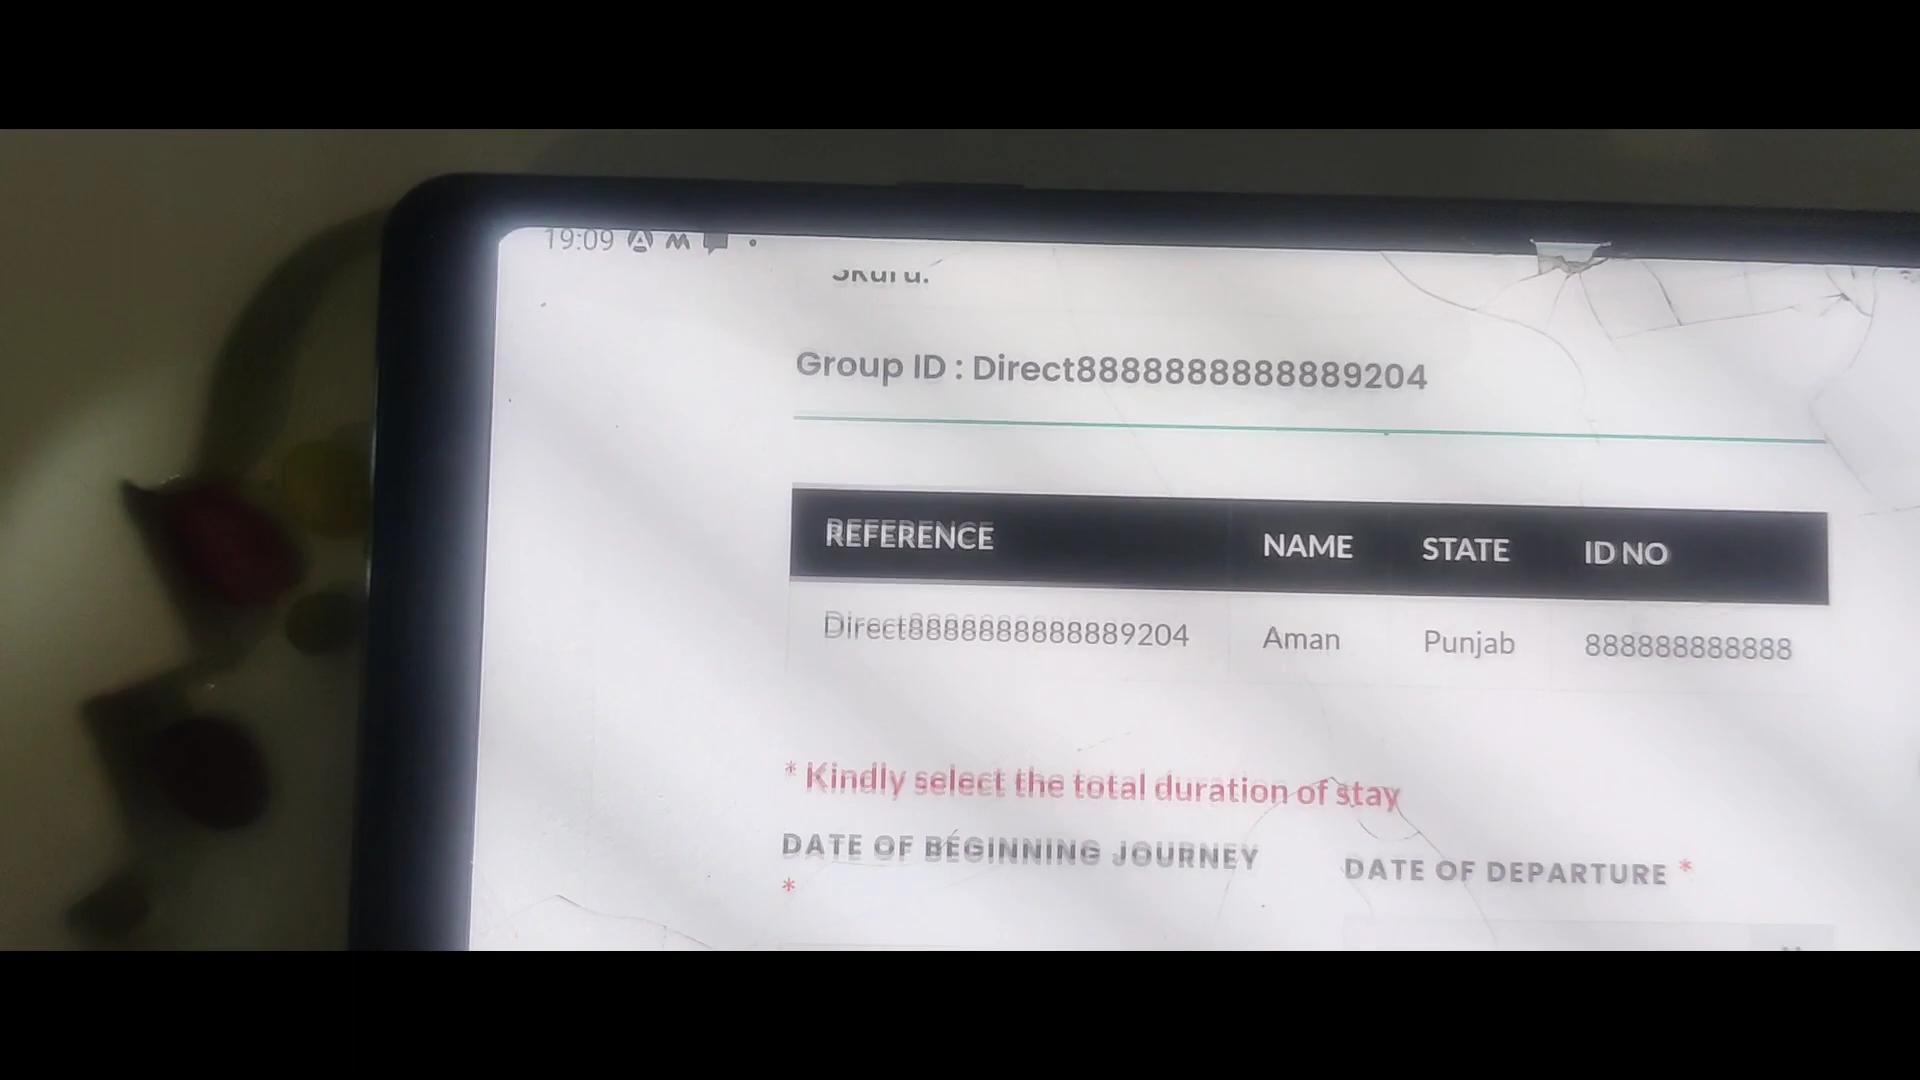 19:09
Group ID : Direct8888888888889204
REFERENCE NAME STATE ID NO
Direct8888888888889204 Aman Punjab 888888888888
* Kindly select the total duration of stay
DATE OF BEGINNING JOURNEY
*
DATE OF DEPARTURE *